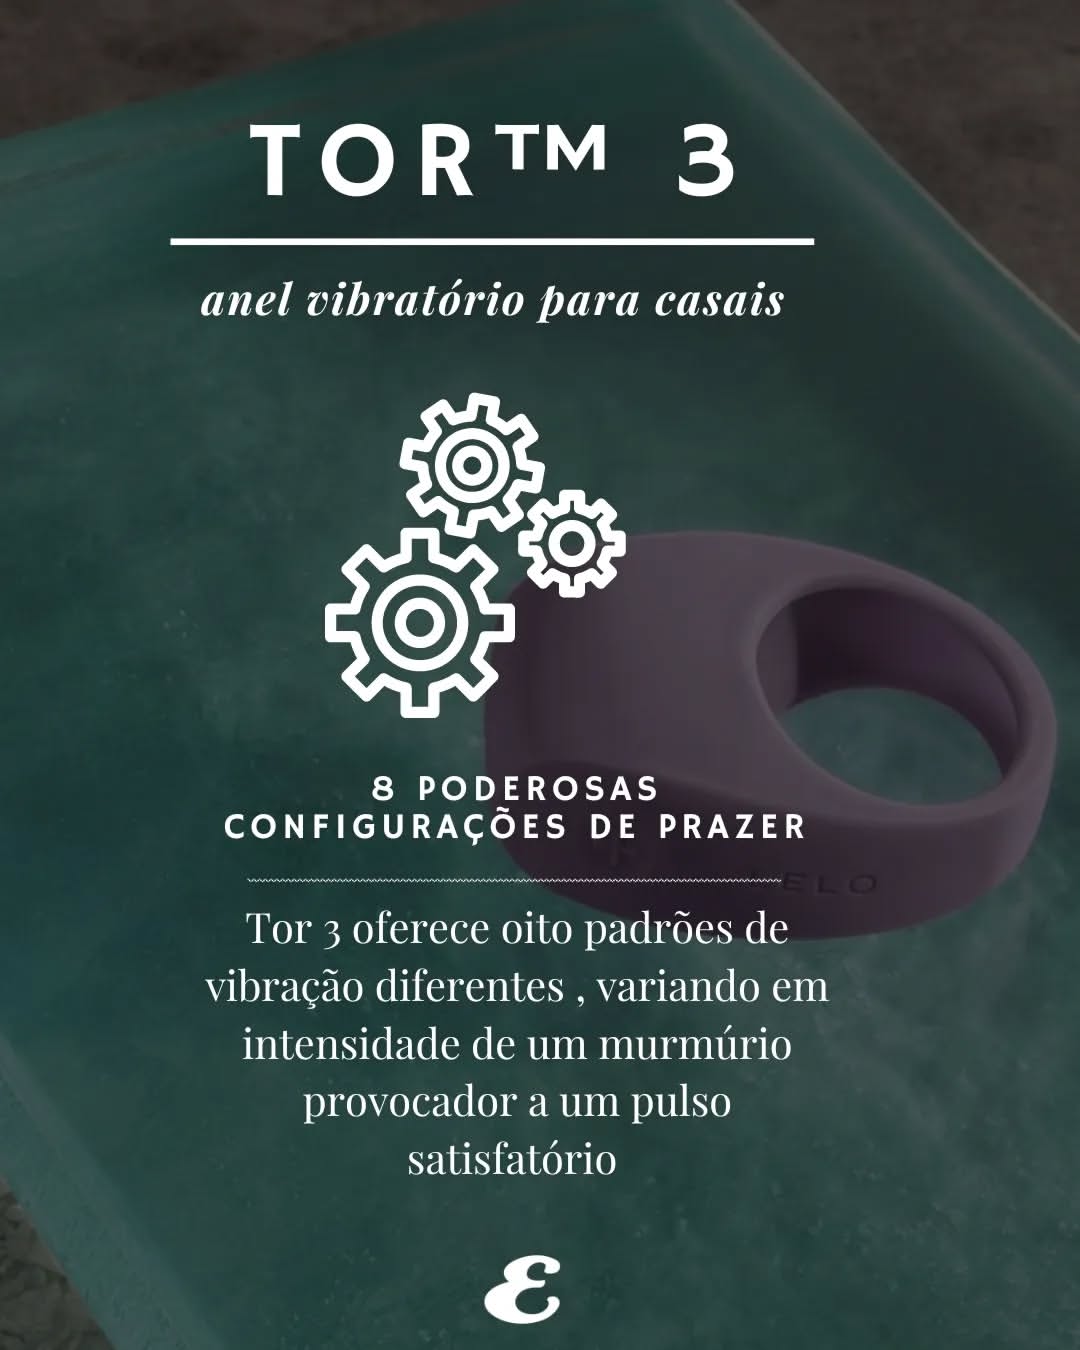 TOR™ 3
anel vibratório para casais
8 PODEROSAS
CONFIGURAÇÕES DE PRAZER
LELO
Tor 3 oferece oito padrões de
vibração diferentes , variando em
intensidade de um murmúrio
provocador a um pulso
satisfatório
E